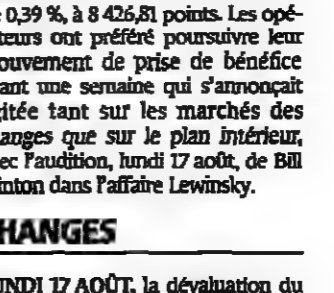 0,39 %, à 8 426,81 points. Les opé-
teurs ont préféré poursuivre leur
ouvement de prise de bénéfice
ant une semaine qui s'annonçait
itée tant sur les marchés des
anges que sur le plan intérieur,
ec l'audition, lundi 17 août, de Bill
inton dans l'affaire Lewinsky.
HANGES
UNDI 17 AOÛT, la dévaluation du